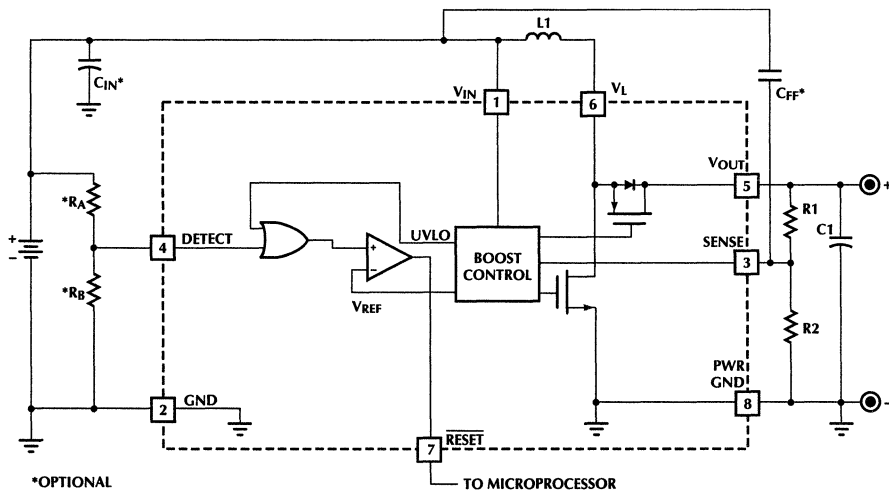 L1
CIN*
VIN
1
6
VL
CFF*
VOUT
5
+
*RA
R1
+
−
4
DETECT
UVLO
+
−
BOOST
CONTROL
SENSE
3
C1
*RB
VREF
R2
PWR
GND
2
GND
8
−
7
RESET
*OPTIONAL
TO MICROPROCESSOR